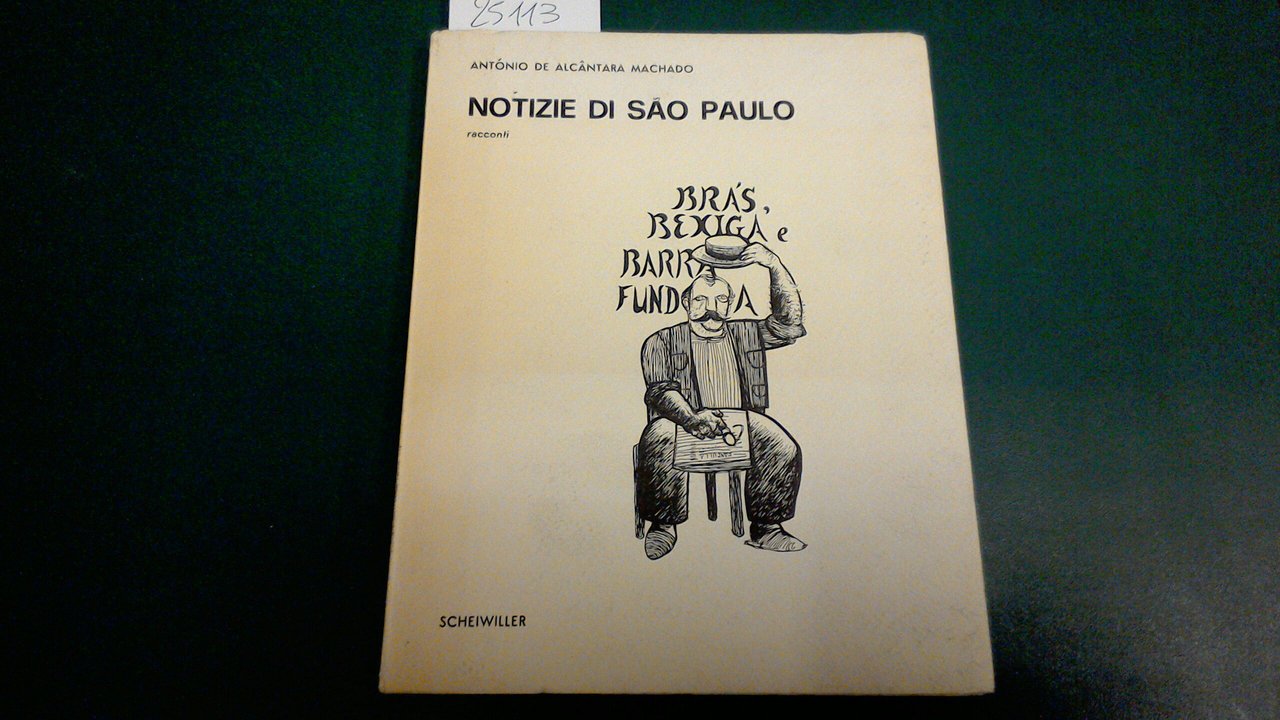 25113
ANTÓNIO DE ALCÂNTARA MACHADO
NOTIZIE DI SÃO PAULO
racconti
BRÁS,
BEXIGA e
BARRA
FUNDA
SCHEIWILLER